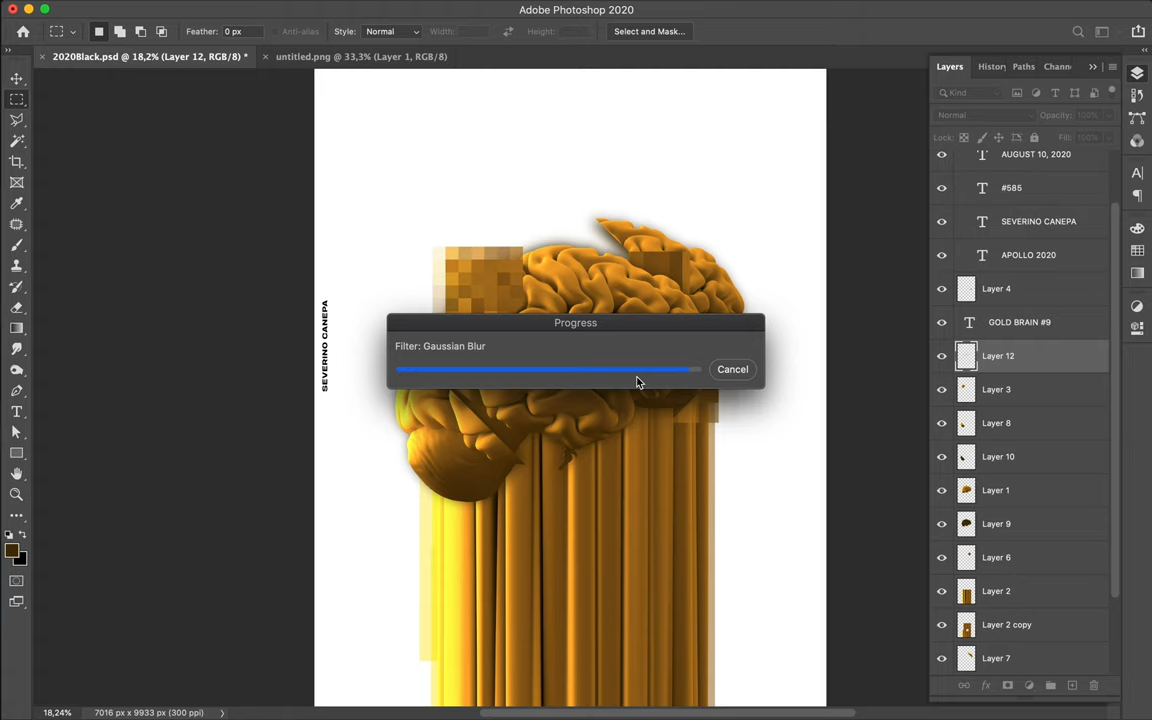 Adobe Photoshop 2020
Feather: 0 px
Anti-alias
Style: Normal
Width:
Height:
Select and Mask...
2020Black.psd @ 18,2% (Layer 12, RGB/8) *
untitled.png @ 33,3% (Layer 1, RGB/8)
Layers
History
Paths
Chann
Kind
Normal
Opacity: 100%
Lock:
Fill: 100%
AUGUST 10, 2020
#585
SEVERINO CANEPA
APOLLO 2020
Layer 4
GOLD BRAIN #9
Layer 12
Layer 3
Layer 8
Layer 10
Layer 1
Layer 9
Layer 6
Layer 2
Layer 2 copy
Layer 7
SEVERINO CANEPA
Progress
Filter: Gaussian Blur
Cancel
18,24%
7016 px x 9933 px (300 ppi)